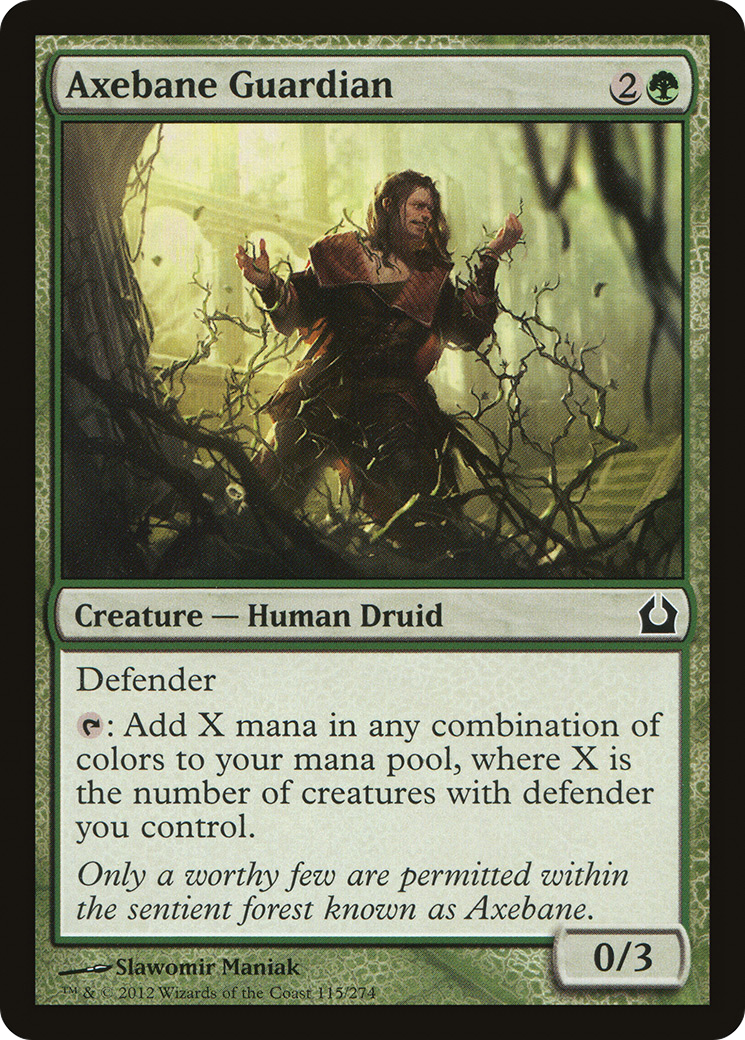 Axebane Guardian 2
Creature — Human Druid
Defender
: Add X mana in any combination of
colors to your mana pool, where X is
the number of creatures with defender
you control.
Only a worthy few are permitted within
the sentient forest known as Axebane.
0/3
Slawomir Maniak
™ & © 2012 Wizards of the Coast 115/274